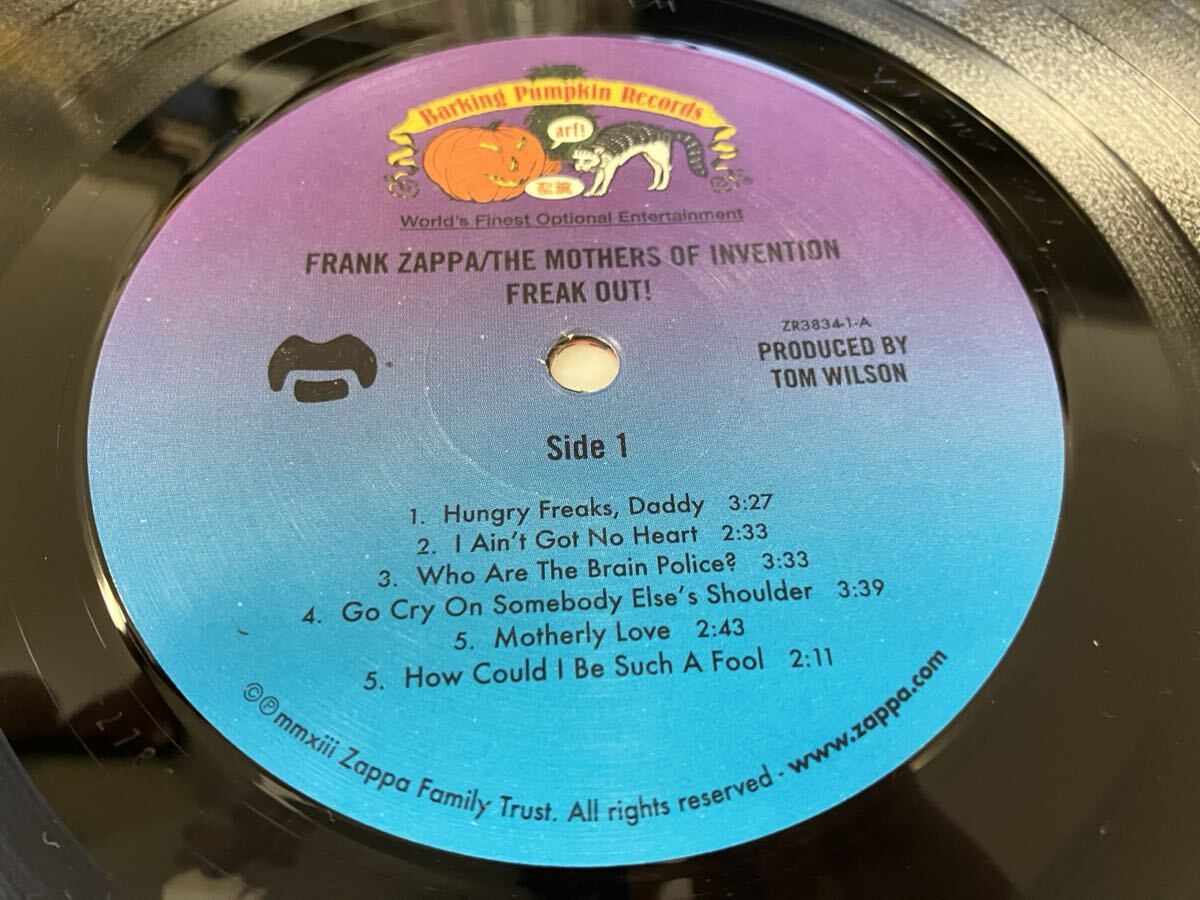 Barking Pumpkin Records
arf!
聖糞
World's Finest Optional Entertainment
FRANK ZAPPA/THE MOTHERS OF INVENTION
FREAK OUT!
ZR3834-1-A
PRODUCED BY
TOM WILSON
Side 1
1. Hungry Freaks, Daddy 3:27
2. I Ain't Got No Heart 2:33
3. Who Are The Brain Police? 3:33
4. Go Cry On Somebody Else's Shoulder 3:39
5. Motherly Love 2:43
5. How Could I Be Such A Fool 2:11
©℗mmxiii Zappa Family Trust. All rights reserved - www.zappa.com